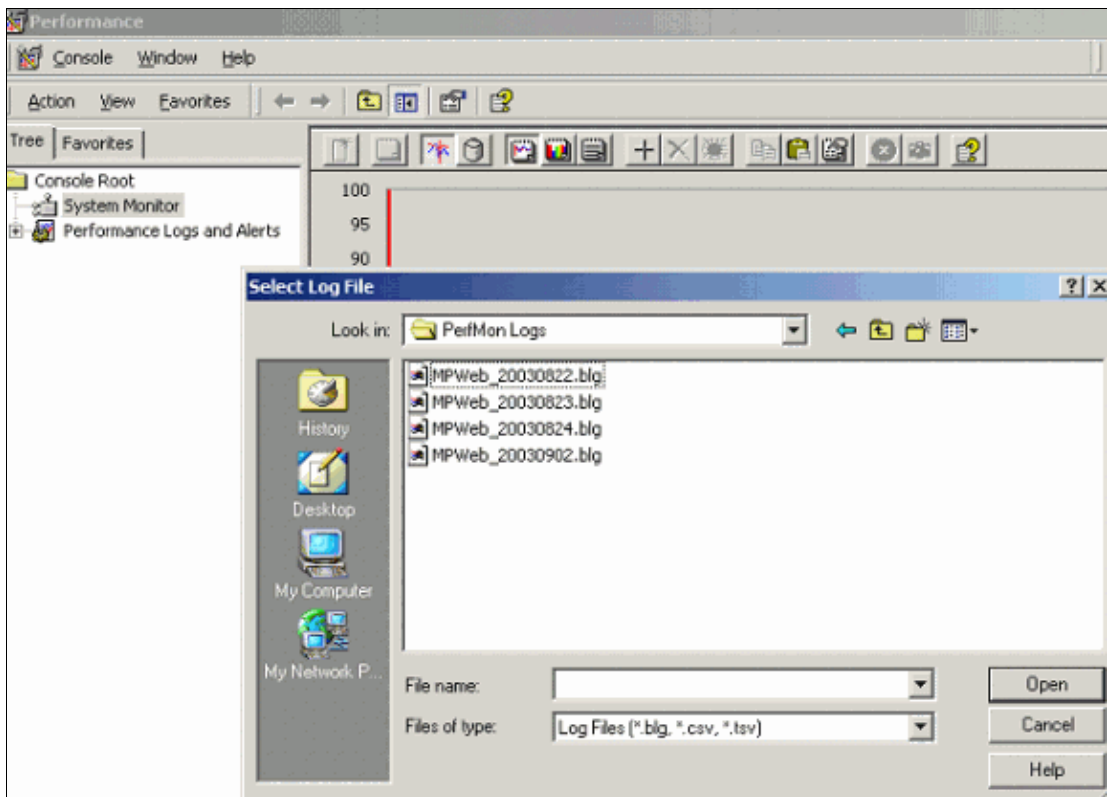 Performance
Console Window Help
Action View Favorites
Tree Favorites
Console Root
System Monitor
Performance Logs and Alerts
100
95
90
Select Log File
Look in: PerfMon Logs
MPWeb_20030822.blg
MPWeb_20030823.blg
MPWeb_20030824.blg
MPWeb_20030902.blg
History
Desktop
My Computer
My Network P...
File name: Open
Files of type: Log Files (*.blg, *.csv, *.tsv) Cancel
Help